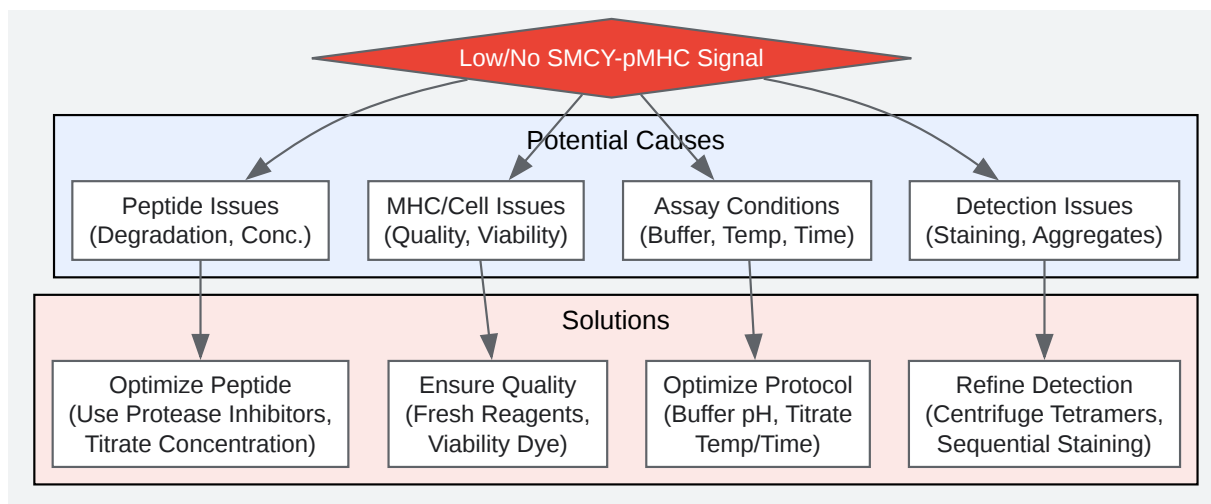 Low/No SMCY-pMHC Signal
Potential Causes
Peptide Issues
(Degradation, Conc.)
MHC/Cell Issues
(Quality, Viability)
Assay Conditions
(Buffer, Temp, Time)
Detection Issues
(Staining, Aggregates)
Solutions
Optimize Peptide
(Use Protease Inhibitors,
Titrate Concentration)
Ensure Quality
(Fresh Reagents,
Viability Dye)
Optimize Protocol
(Buffer pH, Titrate
Temp/Time)
Refine Detection
(Centrifuge Tetramers,
Sequential Staining)